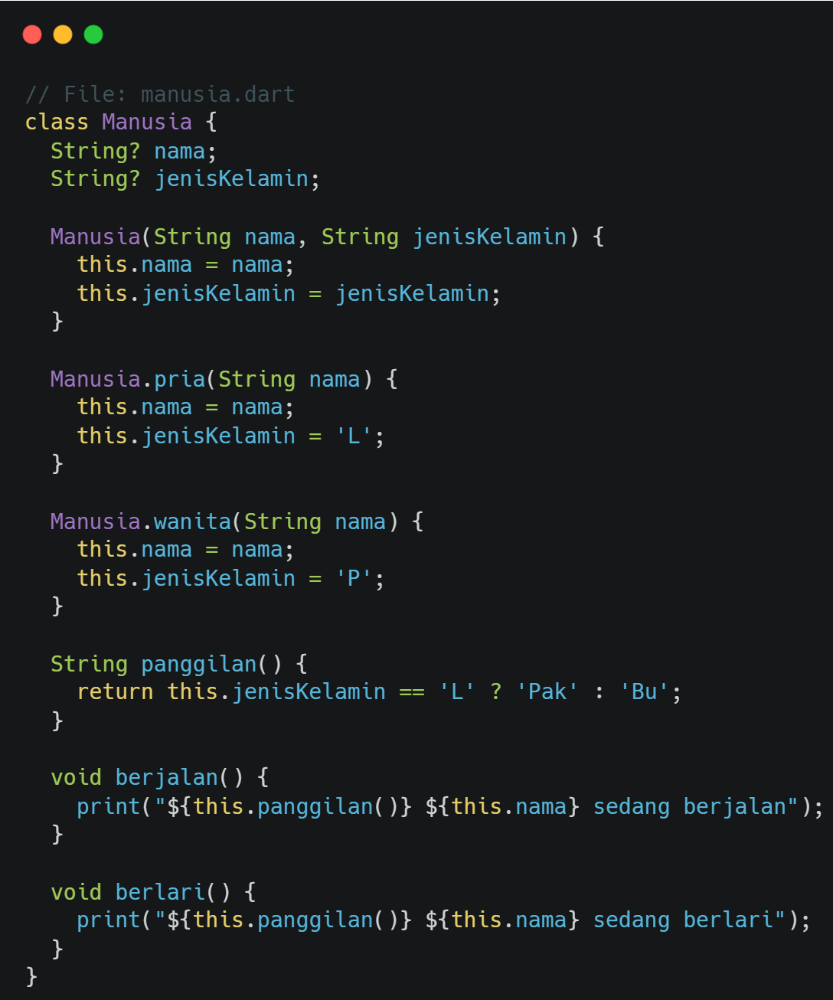 // File: manusia.dart
class Manusia {
  String? nama;
  String? jenisKelamin;

  Manusia(String nama, String jenisKelamin) {
    this.nama = nama;
    this.jenisKelamin = jenisKelamin;
  }

  Manusia.pria(String nama) {
    this.nama = nama;
    this.jenisKelamin = 'L';
  }

  Manusia.wanita(String nama) {
    this.nama = nama;
    this.jenisKelamin = 'P';
  }

  String panggilan() {
    return this.jenisKelamin == 'L' ? 'Pak' : 'Bu';
  }

  void berjalan() {
    print("${this.panggilan()} ${this.nama} sedang berjalan");
  }

  void berlari() {
    print("${this.panggilan()} ${this.nama} sedang berlari");
  }
}